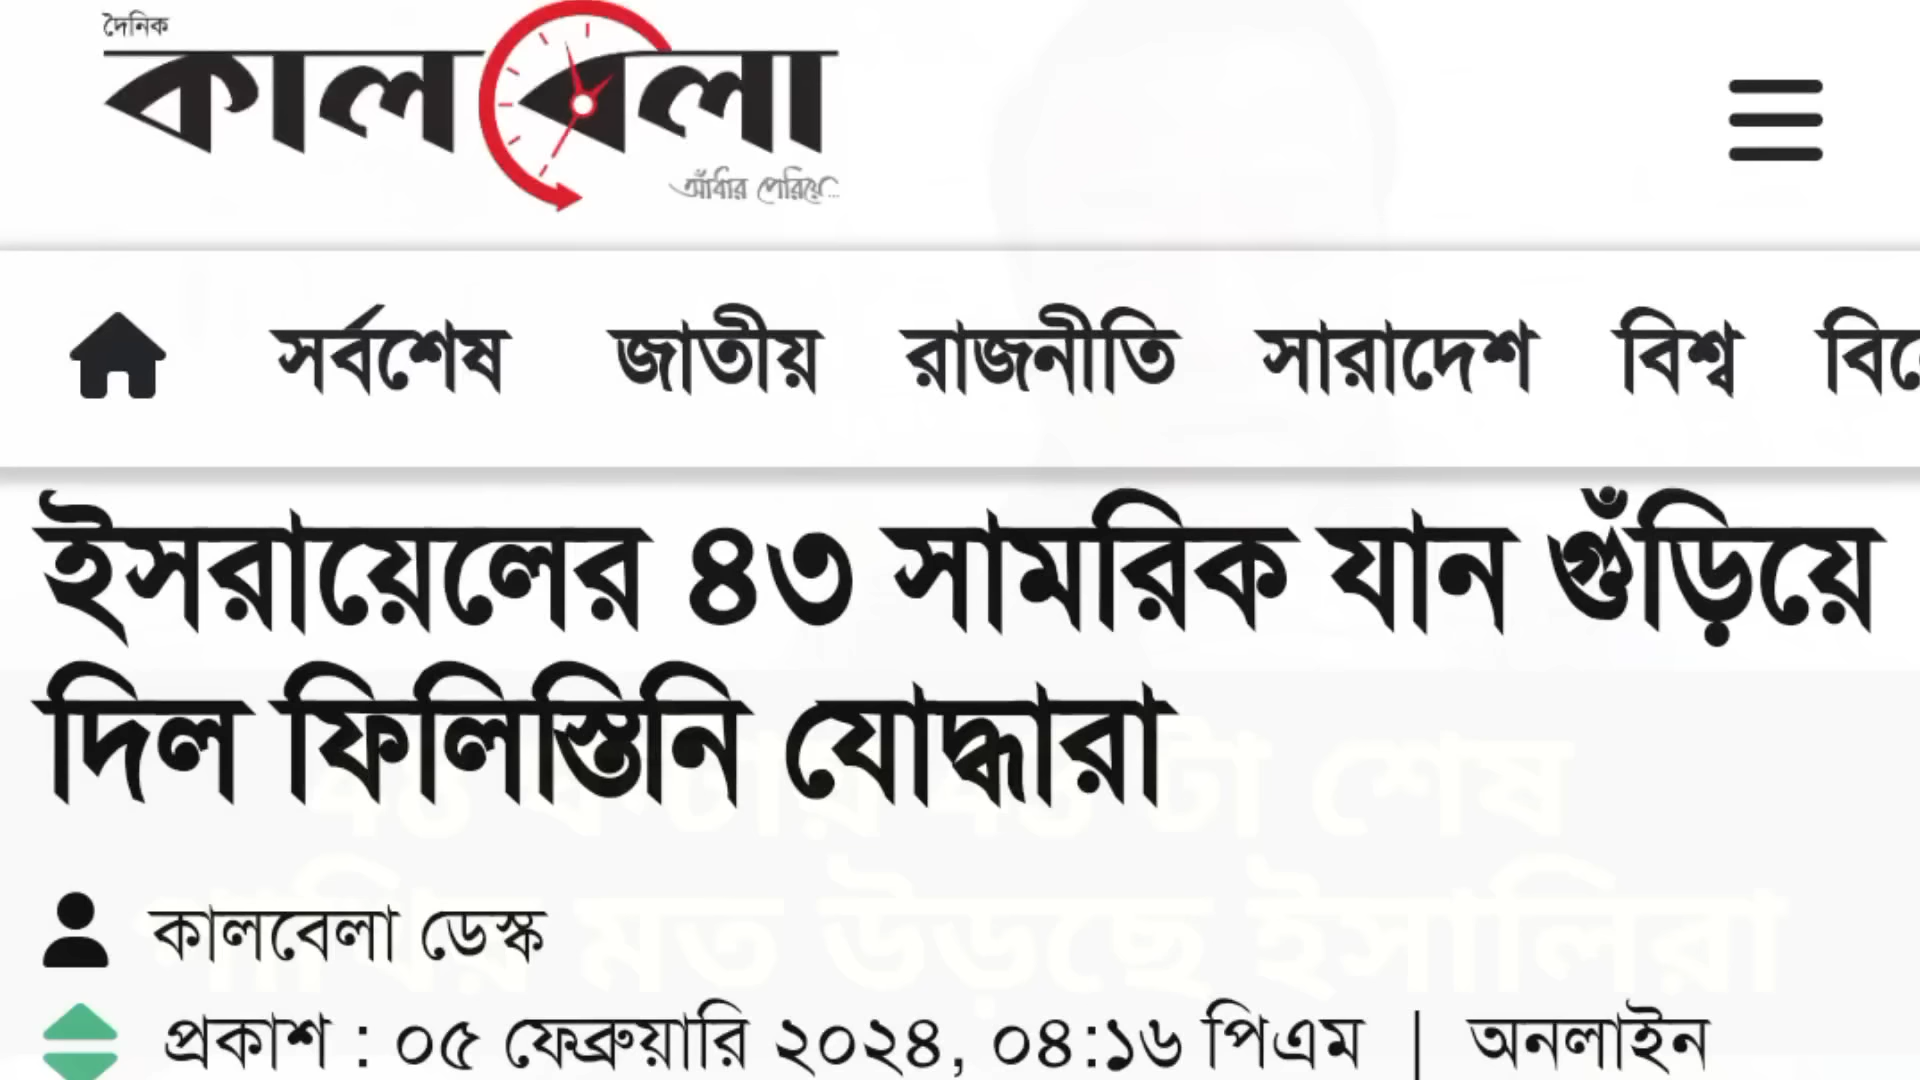 দৈনিক
কালবেলা
আঁধার পেরিয়ে...
সর্বশেষ জাতীয় রাজনীতি সারাদেশ বিশ্ব
ইসরায়েলের ৪৩ সামরিক যান গুঁড়িয়ে
দিল ফিলিস্তিনি যোদ্ধারা
কালবেলা ডেস্ক
প্রকাশ : ০৫ ফেব্রুয়ারি ২০২৪, ০৪:১৬ পিএম | অনলাইন